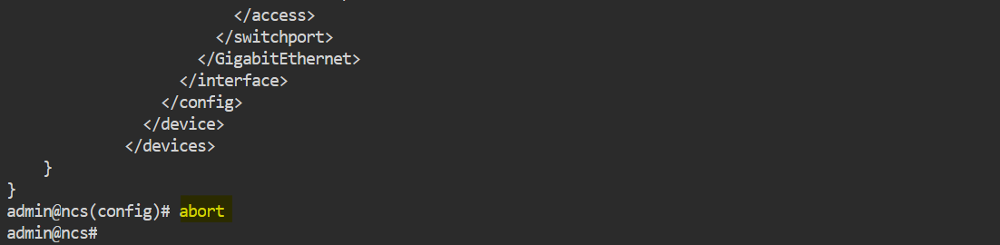 </access>
</switchport>
</GigabitEthernet>
</interface>
</config>
</device>
</devices>
}
}
admin@ncs(config)# abort
admin@ncs#